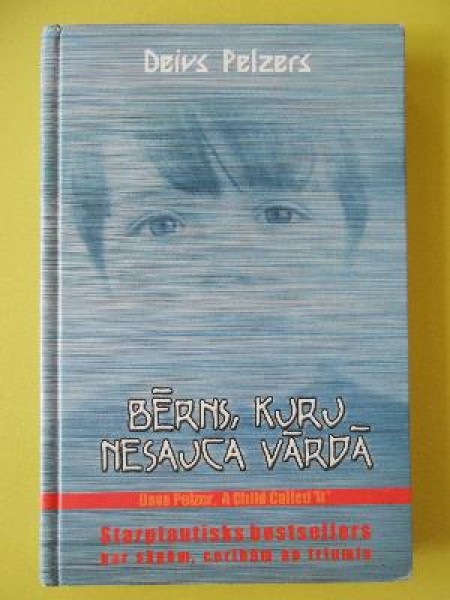 Deivs Pelzers
BĒRNS, KURU
NESAUCA VĀRDĀ
Dave Pelzer. A Child Called "It"
Starptautisks bestsellers
par sāpēm, cerībām un triumfu